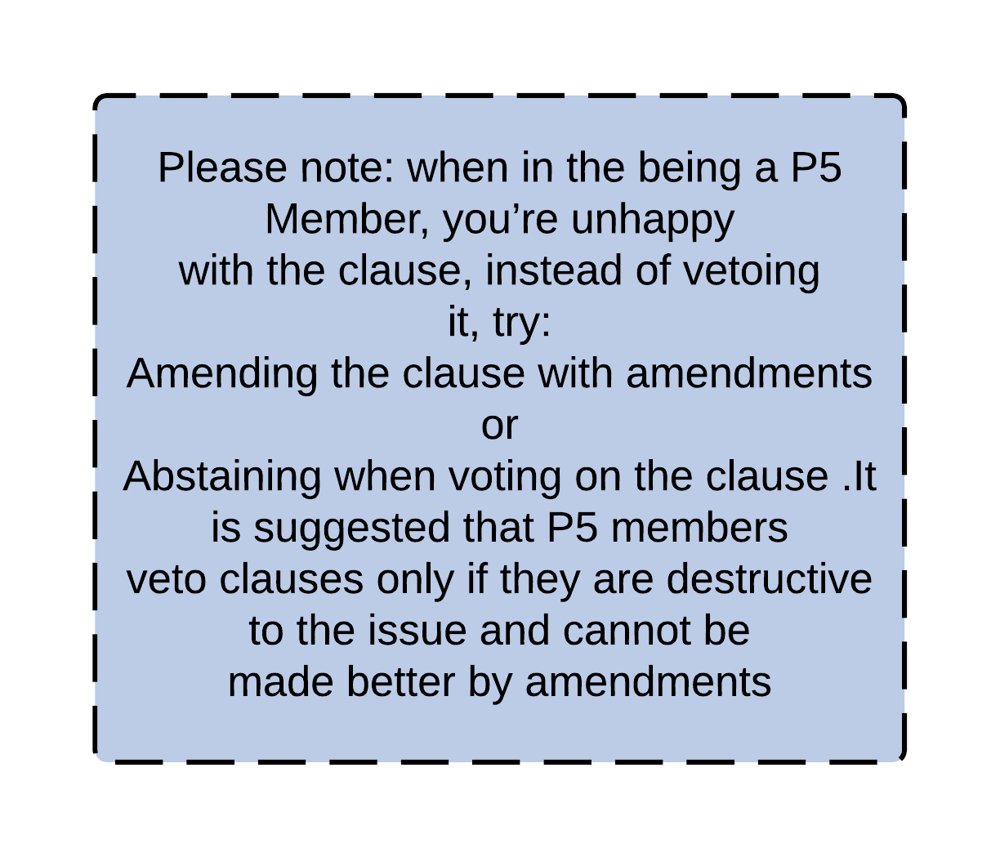 Please note: when in the being a P5
Member, you’re unhappy
with the clause, instead of vetoing
it, try:
Amending the clause with amendments
or
Abstaining when voting on the clause .It
is suggested that P5 members
veto clauses only if they are destructive
to the issue and cannot be
made better by amendments